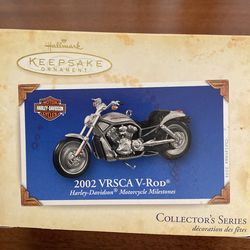 Hallmark
KEEPSAKE
ORNAMENT
MOTOR
HARLEY-DAVIDSON
CYCLES
2002 VRSCA V-ROD®
Harley-Davidson® Motorcycle Milestones
COLLECTOR'S SERIES
décoration des fêtes